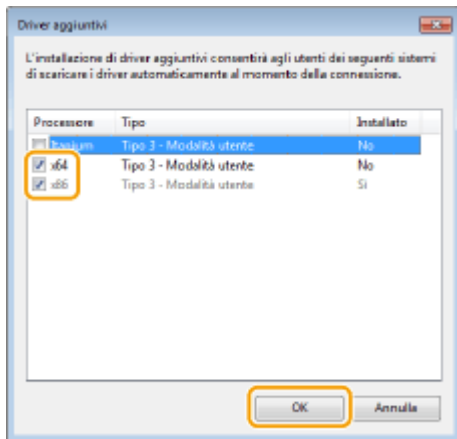 Driver aggiuntivi
L'installazione di driver aggiuntivi consentirà agli utenti dei seguenti sistemi
di scaricare i driver automaticamente al momento della connessione.
Processore Tipo Installato
Itanium Tipo 3 - Modalità utente No
x64 Tipo 3 - Modalità utente No
x86 Tipo 3 - Modalità utente Sì
OK Annulla